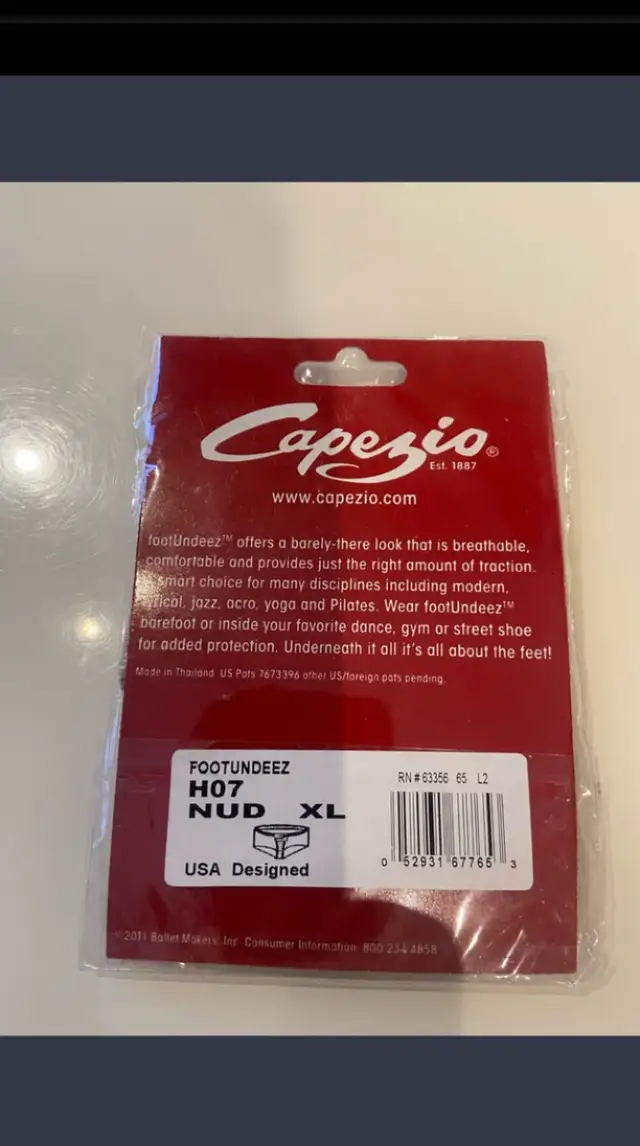 Capezio®
Est. 1887
www.capezio.com
footUndeez™ offers a barely-there look that is breathable,
comfortable and provides just the right amount of traction.
smart choice for many disciplines including modern,
jazz, acro, yoga and Pilates. Wear footUndeez™
barefoot or inside your favorite dance, gym or street shoe
for added protection. Underneath it all it's all about the feet!
Made in Thailand US Pats 7673396 other US/foreign pats pending.
FOOTUNDEEZ
H07
NUD XL
USA Designed
RN # 63356 65 L2
0 52931 67765 3
©2011 Ballet Makers, Inc. Consumer Information: 800 234 4858